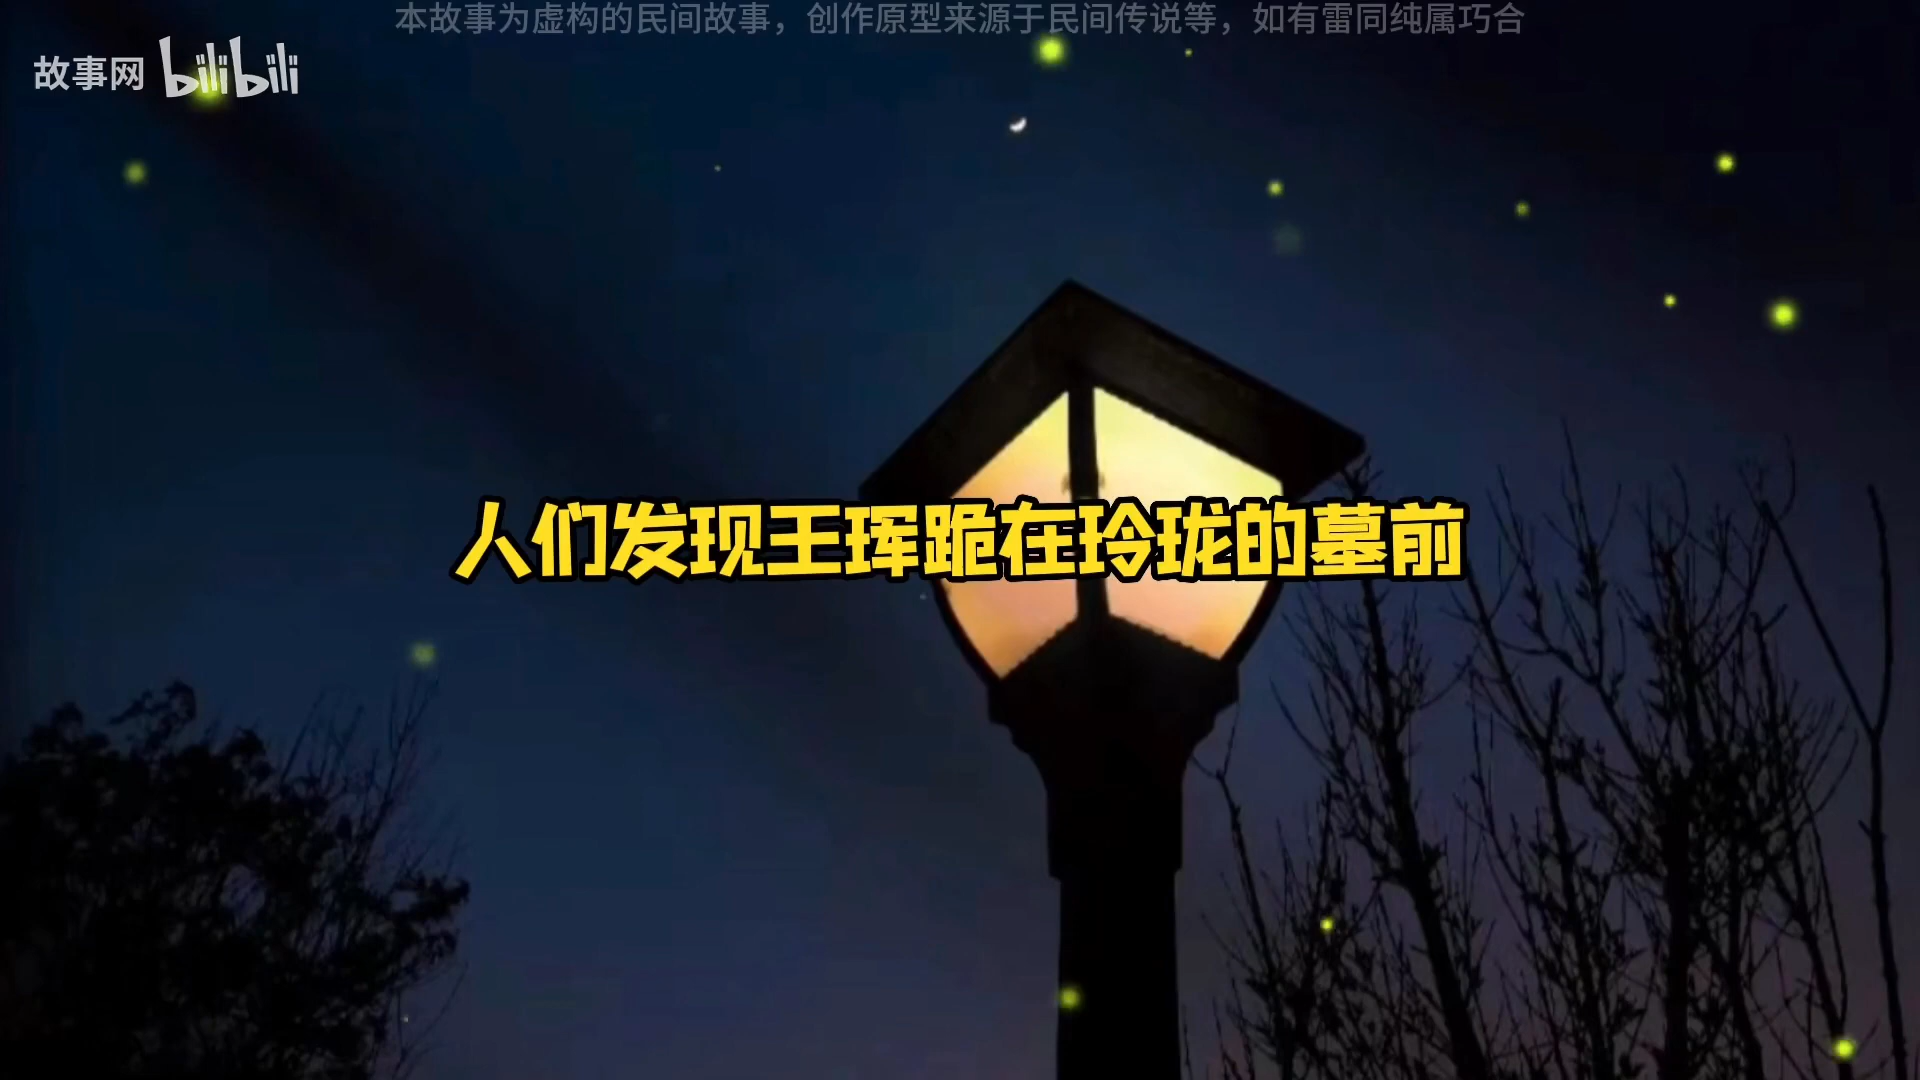 本故事为虚构的民间故事，创作原型来源于民间传说等，如有雷同纯属巧合
故事网 bilibili
人们发现王珲跪在玲珑的墓前